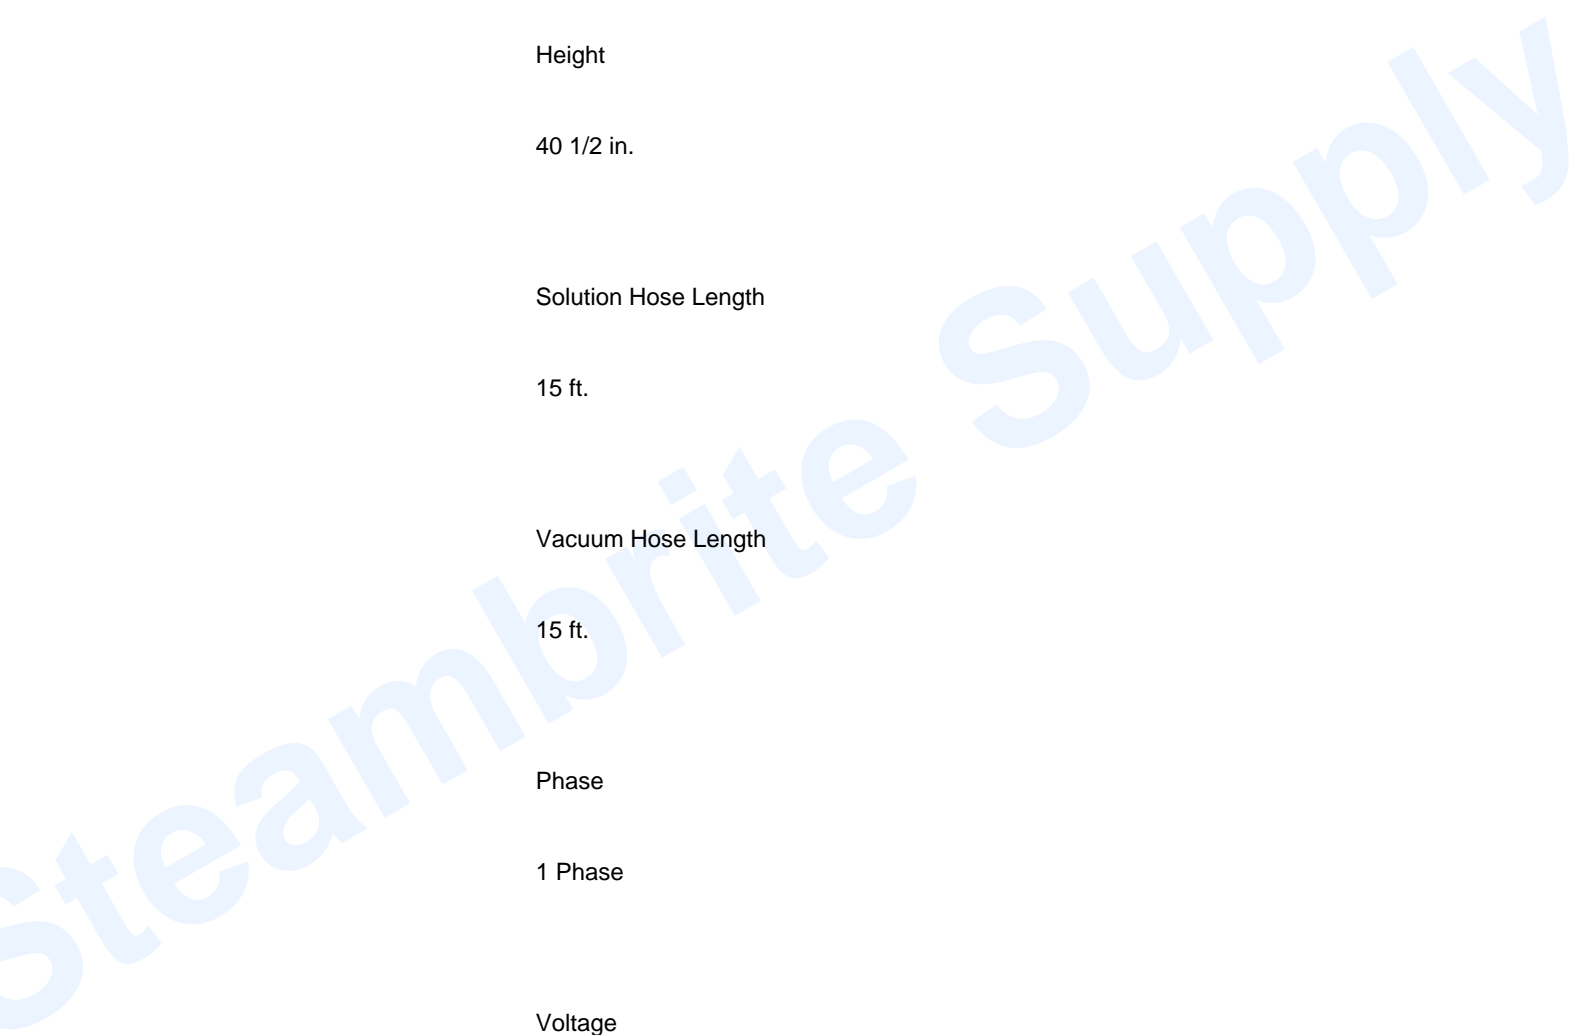 Height
40 1/2 in.
Solution Hose Length
15 ft.
Vacuum Hose Length
15 ft.
Phase
1 Phase
Voltage
Steambrite Supply